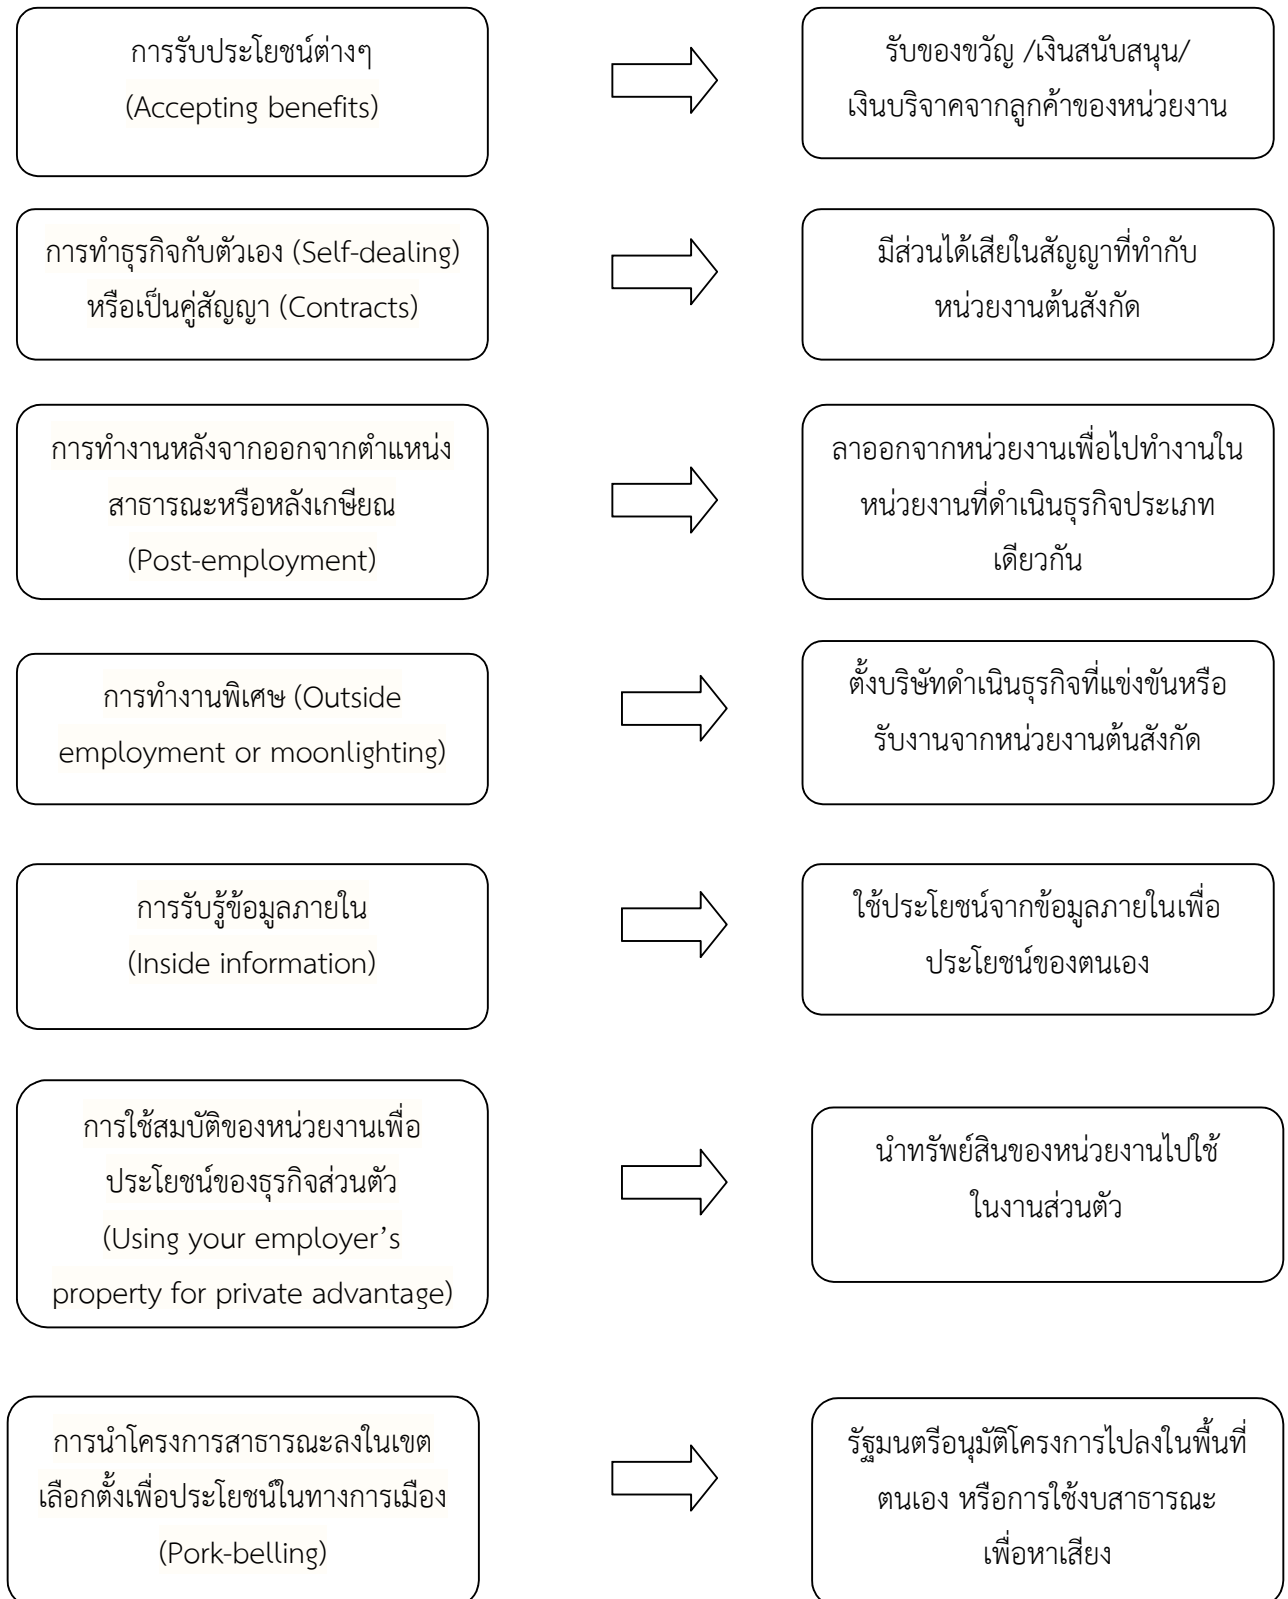 การรับประโยชน์ต่างๆ
(Accepting benefits)
รับของขวัญ /เงินสนับสนุน/
เงินบริจาคจากลูกค้าของหน่วยงาน
การทำธุรกิจกับตัวเอง (Self-dealing)
หรือเป็นคู่สัญญา (Contracts)
มีส่วนได้เสียในสัญญาที่ทำกับ
หน่วยงานต้นสังกัด
การทำงานหลังจากออกจากตำแหน่ง
สาธารณะหรือหลังเกษียณ
(Post-employment)
ลาออกจากหน่วยงานเพื่อไปทำงานใน
หน่วยงานที่ดำเนินธุรกิจประเภท
เดียวกัน
การทำงานพิเศษ (Outside
employment or moonlighting)
ตั้งบริษัทดำเนินธุรกิจที่แข่งขันหรือ
รับงานจากหน่วยงานต้นสังกัด
การรับรู้ข้อมูลภายใน
(Inside information)
ใช้ประโยชน์จากข้อมูลภายในเพื่อ
ประโยชน์ของตนเอง
การใช้สมบัติของหน่วยงานเพื่อ
ประโยชน์ของธุรกิจส่วนตัว
(Using your employer’s
property for private advantage)
นำทรัพย์สินของหน่วยงานไปใช้
ในงานส่วนตัว
การนำโครงการสาธารณะลงในเขต
เลือกตั้งเพื่อประโยชน์ในทางการเมือง
(Pork-belling)
รัฐมนตรีอนุมัติโครงการไปลงในพื้นที่
ตนเอง หรือการใช้งบสาธารณะ
เพื่อหาเสียง